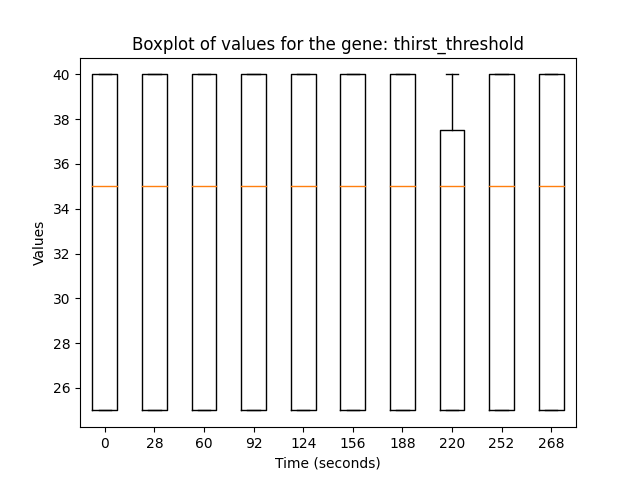 Boxplot of values for the gene: thirst_threshold
Values
40
38
36
34
32
30
28
26
0 28 60 92 124 156 188 220 252 268
Time (seconds)